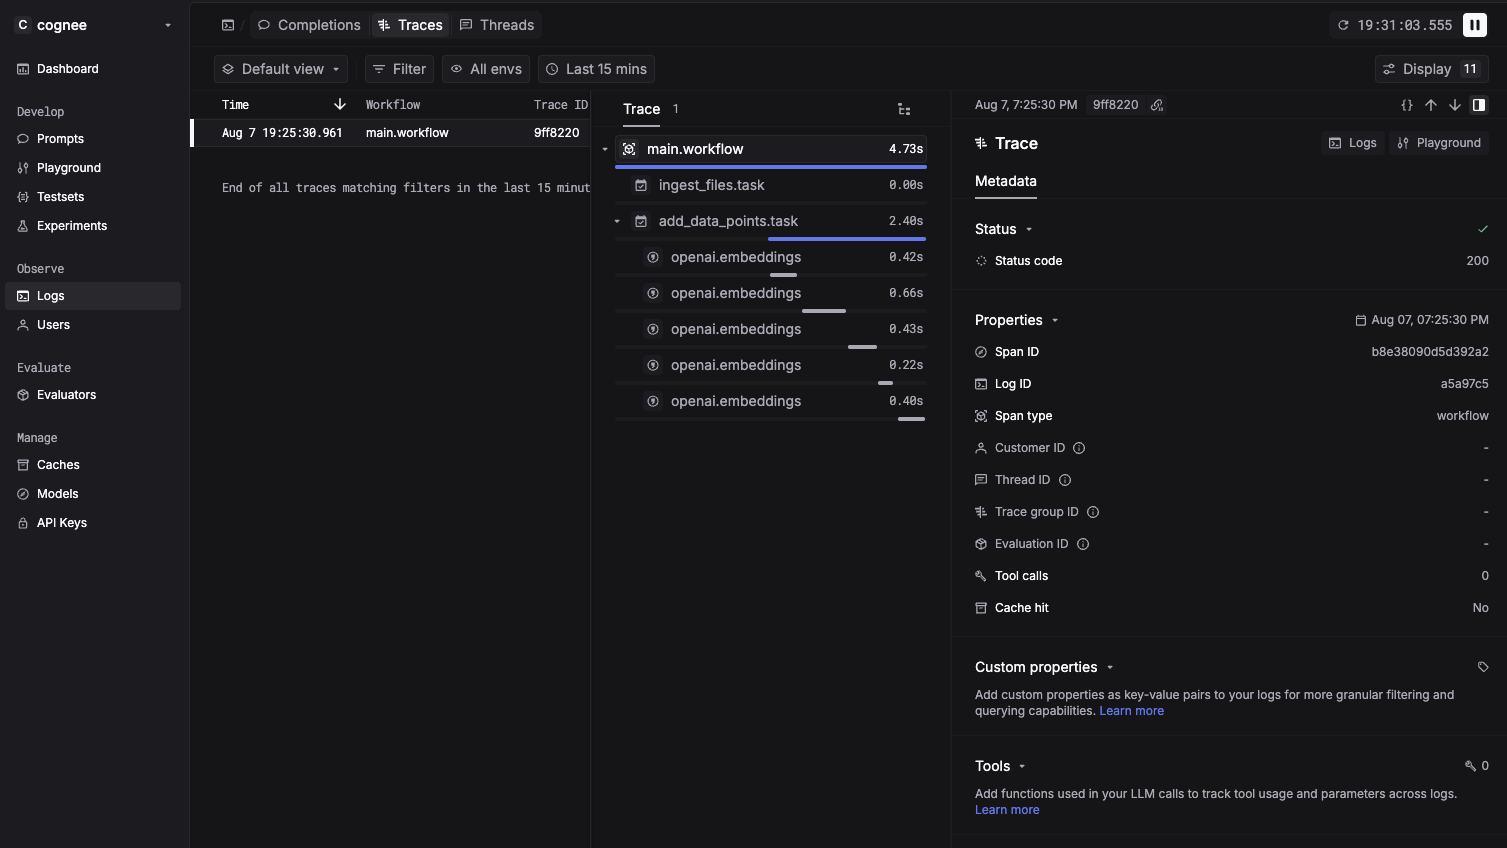 C cognee
Dashboard
Develop
Prompts
Playground
Testsets
Experiments
Observe
Logs
Users
Evaluate
Evaluators
Manage
Caches
Models
API Keys
/ Completions Traces Threads
19:31:03.555
Default view Filter All envs Last 15 mins
Display 11
Time Workflow Trace ID
Aug 7 19:25:30.961 main.workflow 9ff8220
End of all traces matching filters in the last 15 minut
Trace 1
main.workflow 4.73s
ingest_files.task 0.00s
add_data_points.task 2.40s
openai.embeddings 0.42s
openai.embeddings 0.66s
openai.embeddings 0.43s
openai.embeddings 0.22s
openai.embeddings 0.40s
Aug 7, 7:25:30 PM 9ff8220 {}
Trace Logs Playground
Metadata
Status
Status code 200
Properties Aug 07, 07:25:30 PM
Span ID b8e38090d5d392a2
Log ID a5a97c5
Span type workflow
Customer ID -
Thread ID -
Trace group ID -
Evaluation ID -
Tool calls 0
Cache hit No
Custom properties
Add custom properties as key-value pairs to your logs for more granular filtering and
querying capabilities. Learn more
Tools 0
Add functions used in your LLM calls to track tool usage and parameters across logs.
Learn more